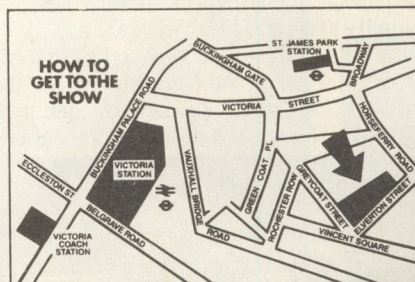 HOW TO
GET TO THE
SHOW
BUCKINGHAM PALACE ROAD
BUCKINGHAM GATE
ST. JAMES PARK
STATION
BROADWAY
VICTORIA STREET
HORSEFERRY ROAD
ECCLESTON ST
VICTORIA
STATION
VAUXHALL BRIDGE
ROAD
GREEN COAT PL
ROCHESTER ROW
GREYCOAT STREET
ELVERTON STREET
BELGRAVE ROAD
VINCENT SQUARE
VICTORIA
COACH
STATION